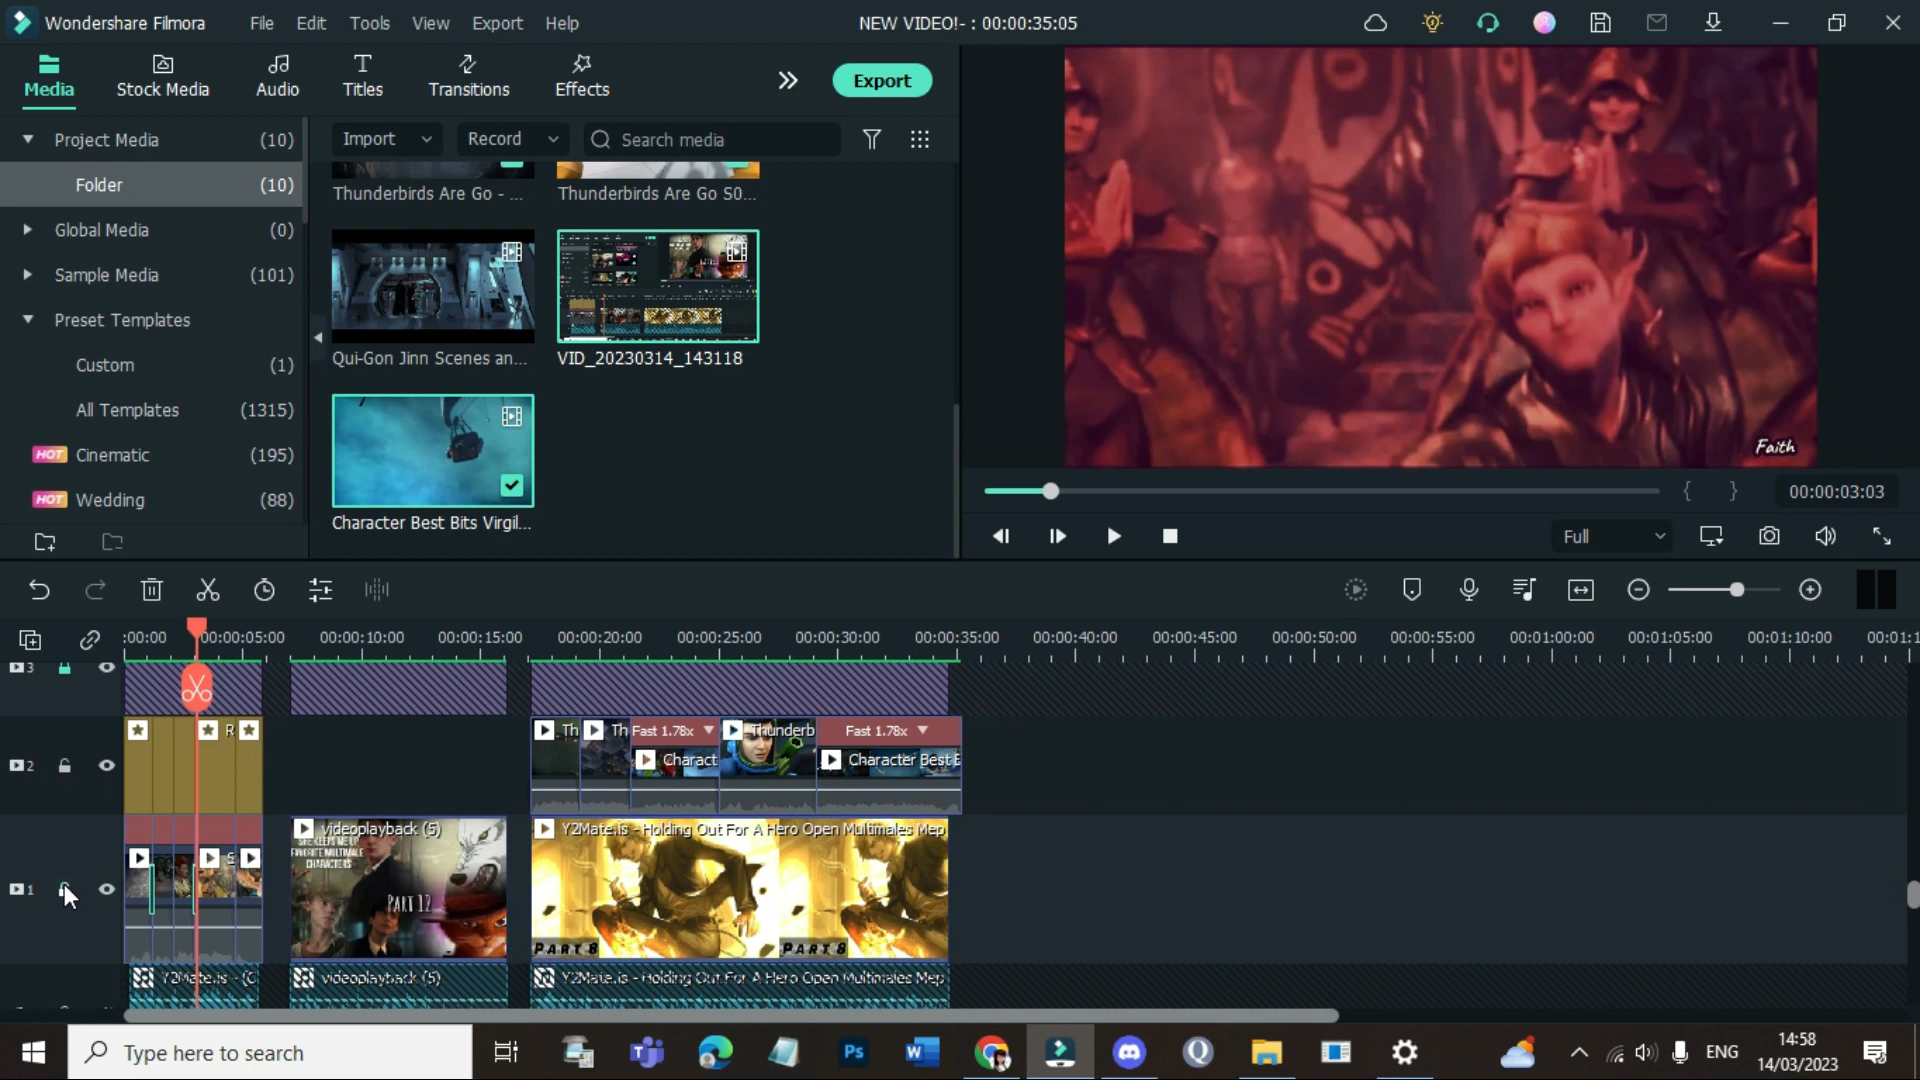 Wondershare Filmora
File Edit Tools View Export Help
NEW VIDEO!- : 00:00:35:05
Media Stock Media Audio Titles Transitions Effects
Export
Project Media (10)
Folder (10)
Global Media (0)
Sample Media (101)
Preset Templates
Custom (1)
All Templates (1315)
HOT Cinematic (195)
HOT Wedding (88)
Import Record Search media
Thunderbirds Are Go - ... Thunderbirds Are Go S0...
Qui-Gon Jinn Scenes an... VID_20230314_143118
Character Best Bits Virgil...
Faith
{ } 00:00:03:03
Full
:00:00 00:00:05:00 00:00:10:00 00:00:15:00 00:00:20:00 00:00:25:00 00:00:30:00 00:00:35:00 00:00:40:00 00:00:45:00 00:00:50:00 00:00:55:00 00:01:00:00 00:01:05:00 00:01:10:00 00:01:1
3
R Th Th Fast 1.78x Thunderb Fast 1.78x
2
Charact Character Best B
videoplayback (5) Y2Mate.is - Holding Out For A Hero Open Multimales Mep
SHE KEEPS ME UP
FAVORITE MULTIMALE
CHARACTERS
S
1
PART 12
PART 8 PART 8
Y2Mate.is - (C videoplayback (5) Y2Mate.is - Holding Out For A Hero Open Multimales Mep
Type here to search
Ps
W
ENG
14:58
14/03/2023